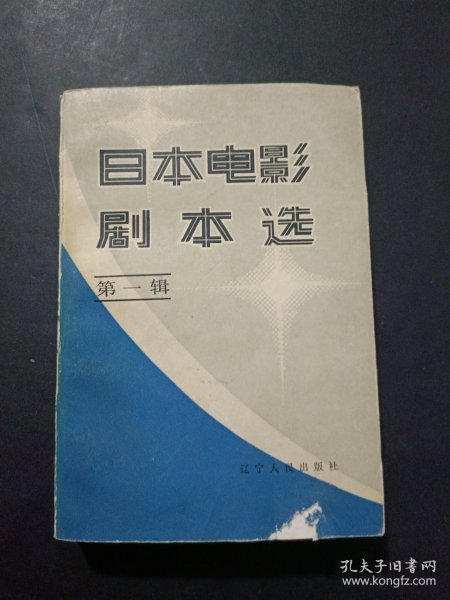 日本电影
剧本选
第一辑
辽宁人民出版社
孔夫子旧书网
www.kongfz.com